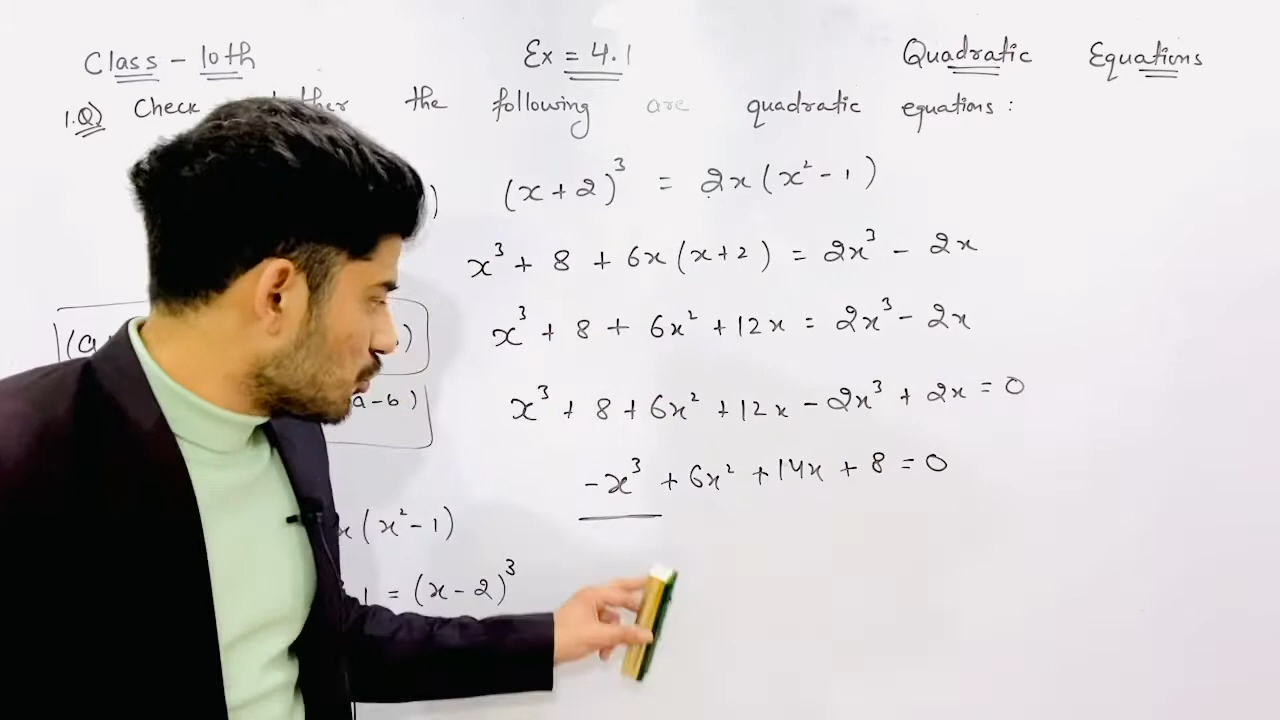 Class - 10th Ex = 4.1 Quadratic Equations
1.Q) Check the following are quadratic equations :
(x+2)³ = 2x(x²-1)
x³ + 8 + 6x(x+2) = 2x³ - 2x
x³ + 8 + 6x² + 12x = 2x³ - 2x
x³ + 8 + 6x² + 12x - 2x³ + 2x = 0
-x³ + 6x² + 14x + 8 = 0
(a
a-b)
x(x²-1)
1 = (x-2)³